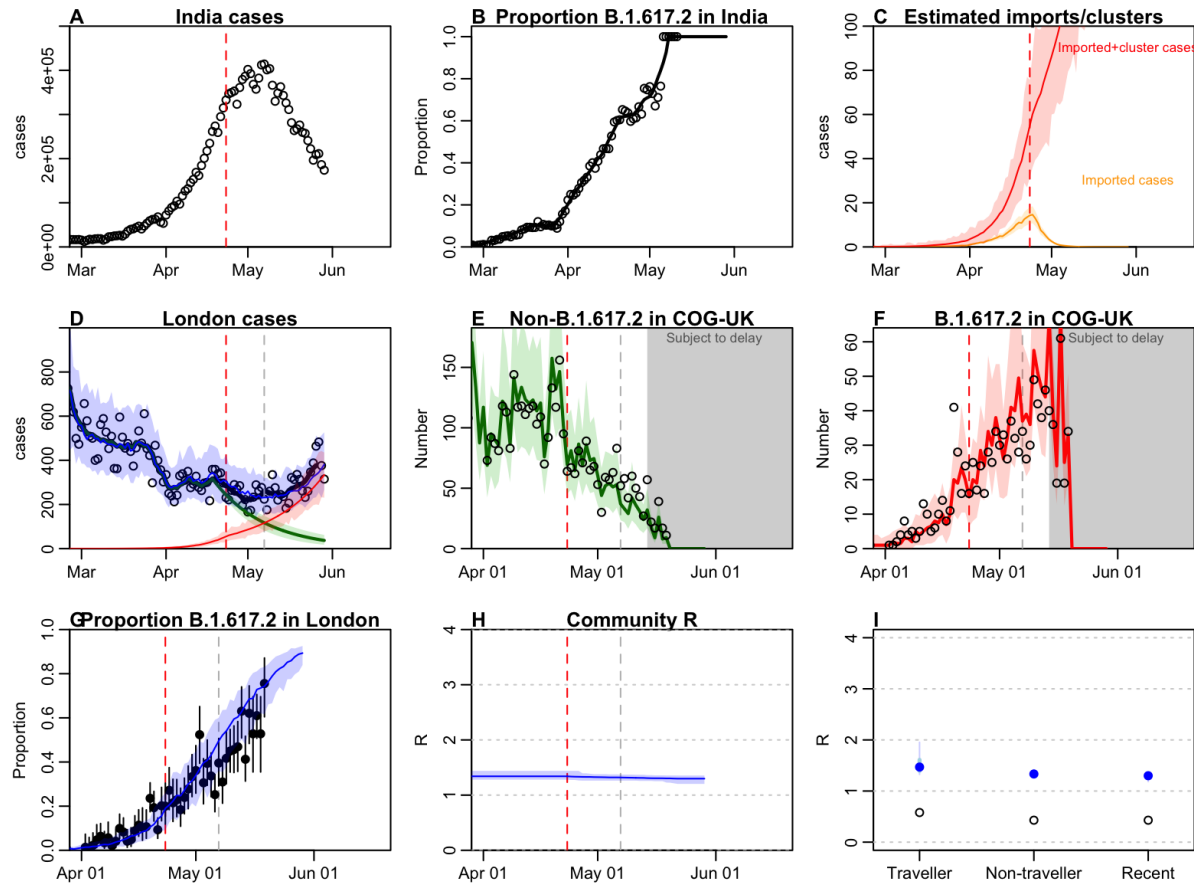 A India cases
cases
0e+00 2e+05 4e+05
Mar Apr May Jun
B Proportion B.1.617.2 in India
Proportion
0.0 0.2 0.4 0.6 0.8 1.0
Mar Apr May Jun
C Estimated imports/clusters
cases
0 20 40 60 80 100
Imported+cluster cases
Imported cases
Mar Apr May Jun
D London cases
cases
0 200 400 600 800
Mar Apr May Jun
E Non-B.1.617.2 in COG-UK
Subject to delay
Number
0 50 100 150
Apr 01 May 01 Jun 01
F B.1.617.2 in COG-UK
Subject to delay
Number
0 10 20 30 40 50 60
Apr 01 May 01 Jun 01
G Proportion B.1.617.2 in London
Proportion
0.0 0.2 0.4 0.6 0.8 1.0
Apr 01 May 01 Jun 01
H Community R
R
0 1 2 3 4
Apr 01 May 01 Jun 01
I
R
0 1 2 3 4
Traveller Non-traveller Recent